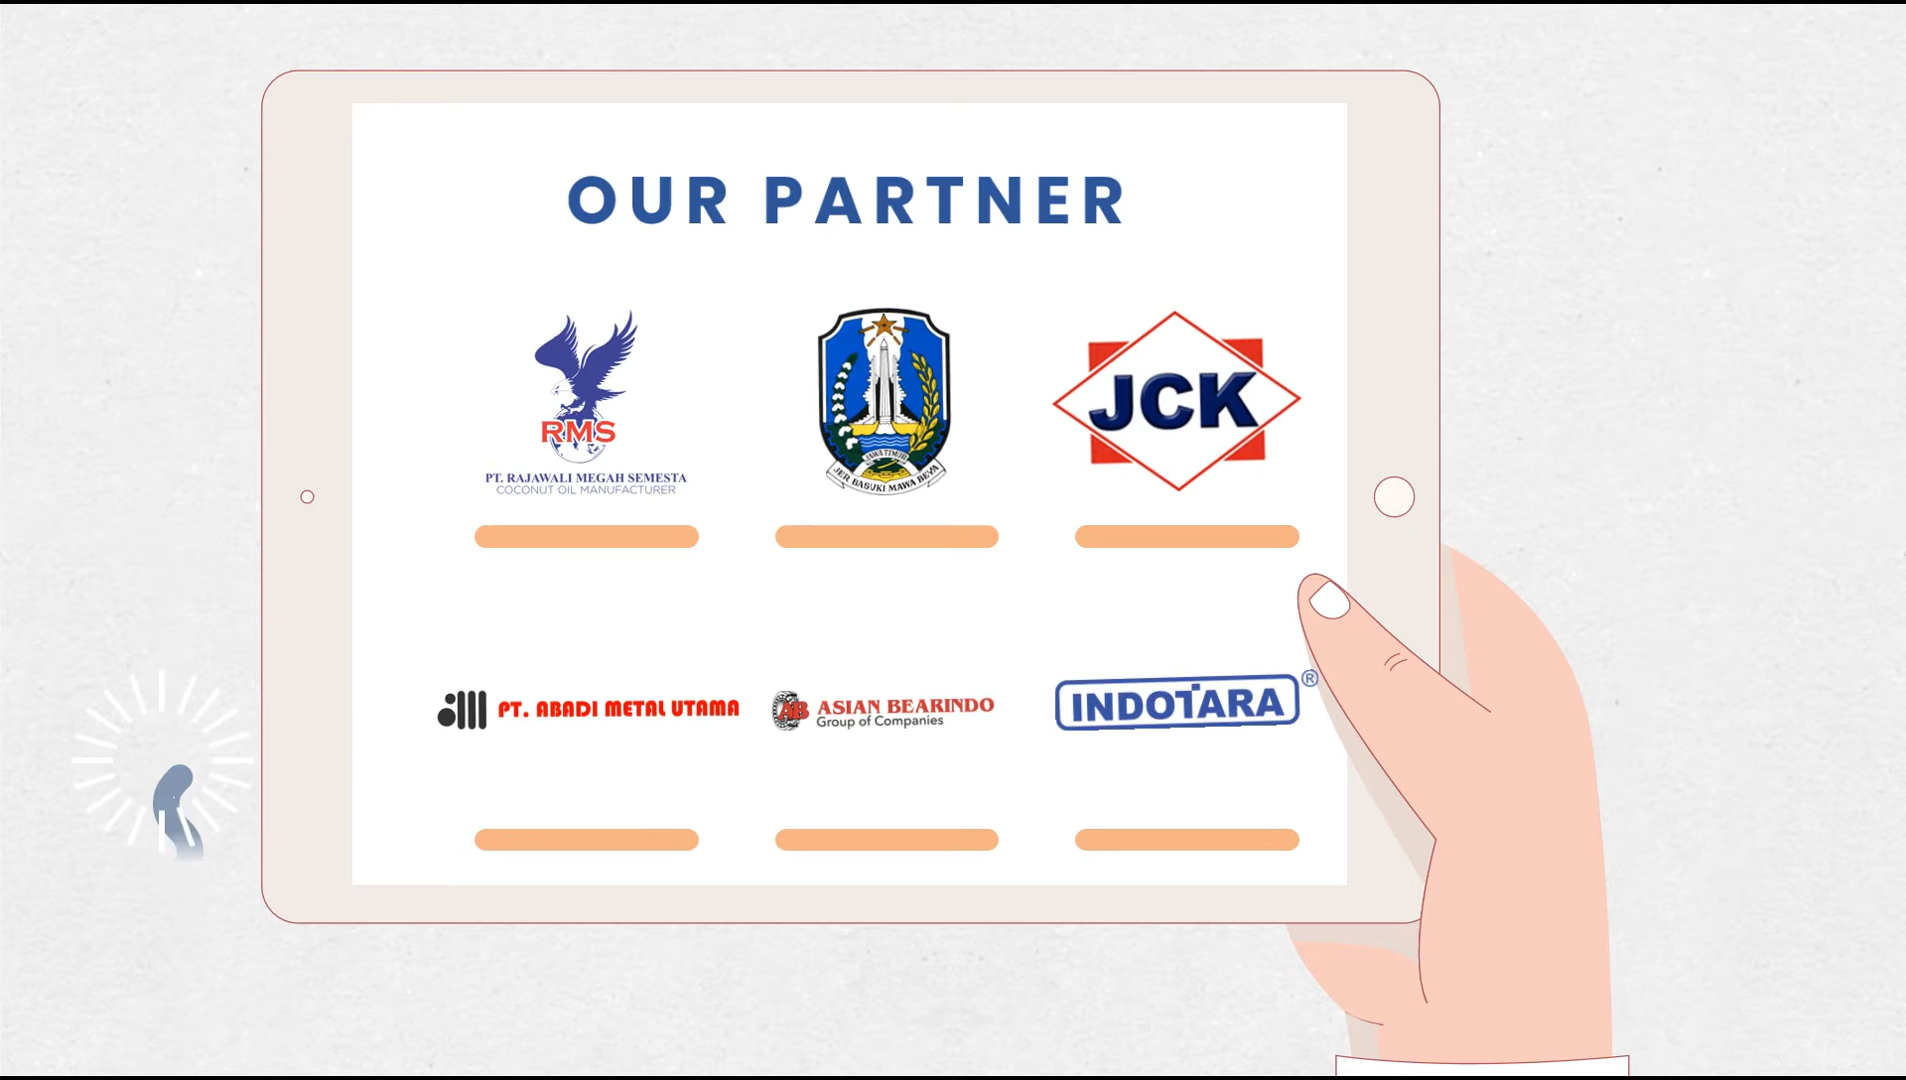 OUR PARTNER
RMS
PT. RAJAWALI MEGAH SEMESTA
COCONUT OIL MANUFACTURER
JAWA TIMUR
JER BASUKI MAWA BEYA
JCK
PT. ABADI METAL UTAMA
AB ASIAN BEARINDO
Group of Companies
INDOTARA ®